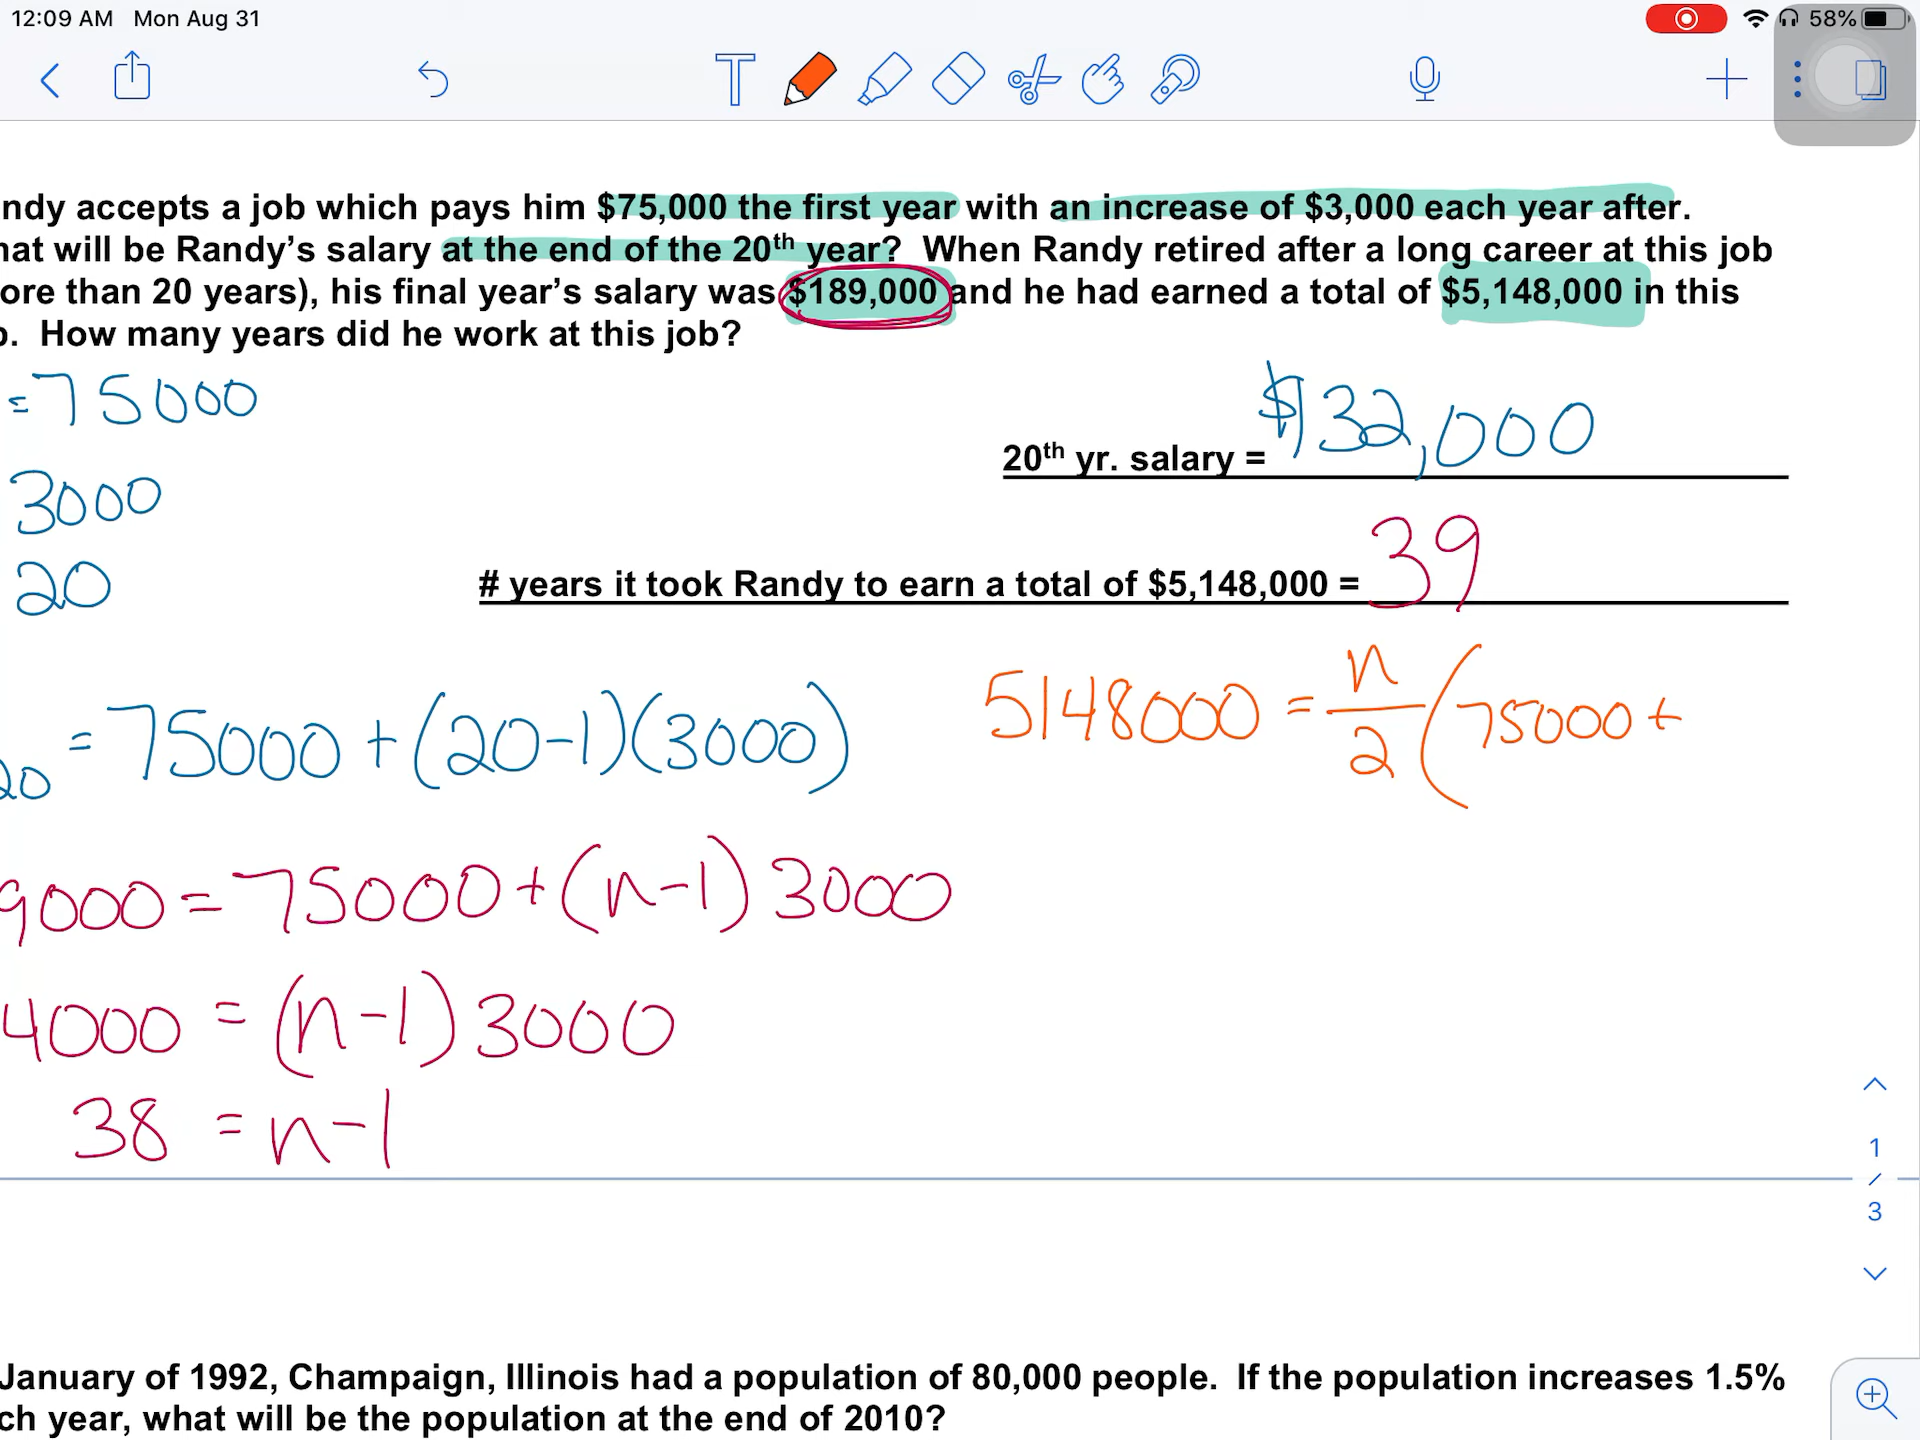 12:09 AM Mon Aug 31
58%
ndy accepts a job which pays him $75,000 the first year with an increase of $3,000 each year after.
hat will be Randy's salary at the end of the 20th year? When Randy retired after a long career at this job
ore than 20 years), his final year's salary was $189,000 and he had earned a total of $5,148,000 in this
b. How many years did he work at this job?
= 75000
20th yr. salary = $132,000
3000
20
# years it took Randy to earn a total of $5,148,000 = 39
5148000 = n/2 (75000 +
20 = 75000 + (20-1)(3000)
9000 = 75000 + (n-1) 3000
4000 = (n-1) 3000
38 = n-1
1
/
3
January of 1992, Champaign, Illinois had a population of 80,000 people. If the population increases 1.5%
ch year, what will be the population at the end of 2010?